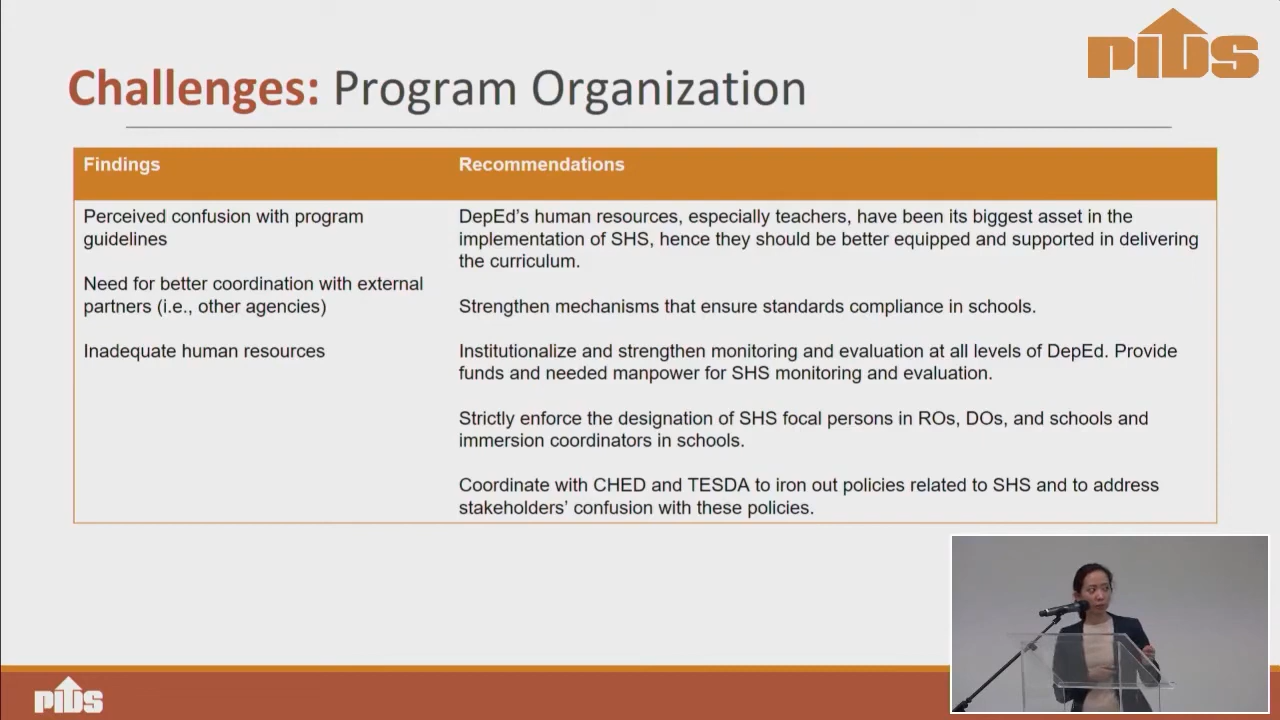 PIDS
Challenges: Program Organization
Findings
Recommendations
Perceived confusion with program
guidelines
Need for better coordination with external
partners (i.e., other agencies)
Inadequate human resources
DepEd's human resources, especially teachers, have been its biggest asset in the
implementation of SHS, hence they should be better equipped and supported in delivering
the curriculum.
Strengthen mechanisms that ensure standards compliance in schools.
Institutionalize and strengthen monitoring and evaluation at all levels of DepEd. Provide
funds and needed manpower for SHS monitoring and evaluation.
Strictly enforce the designation of SHS focal persons in ROs, DOs, and schools and
immersion coordinators in schools.
Coordinate with CHED and TESDA to iron out policies related to SHS and to address
stakeholders' confusion with these policies.
PIDS